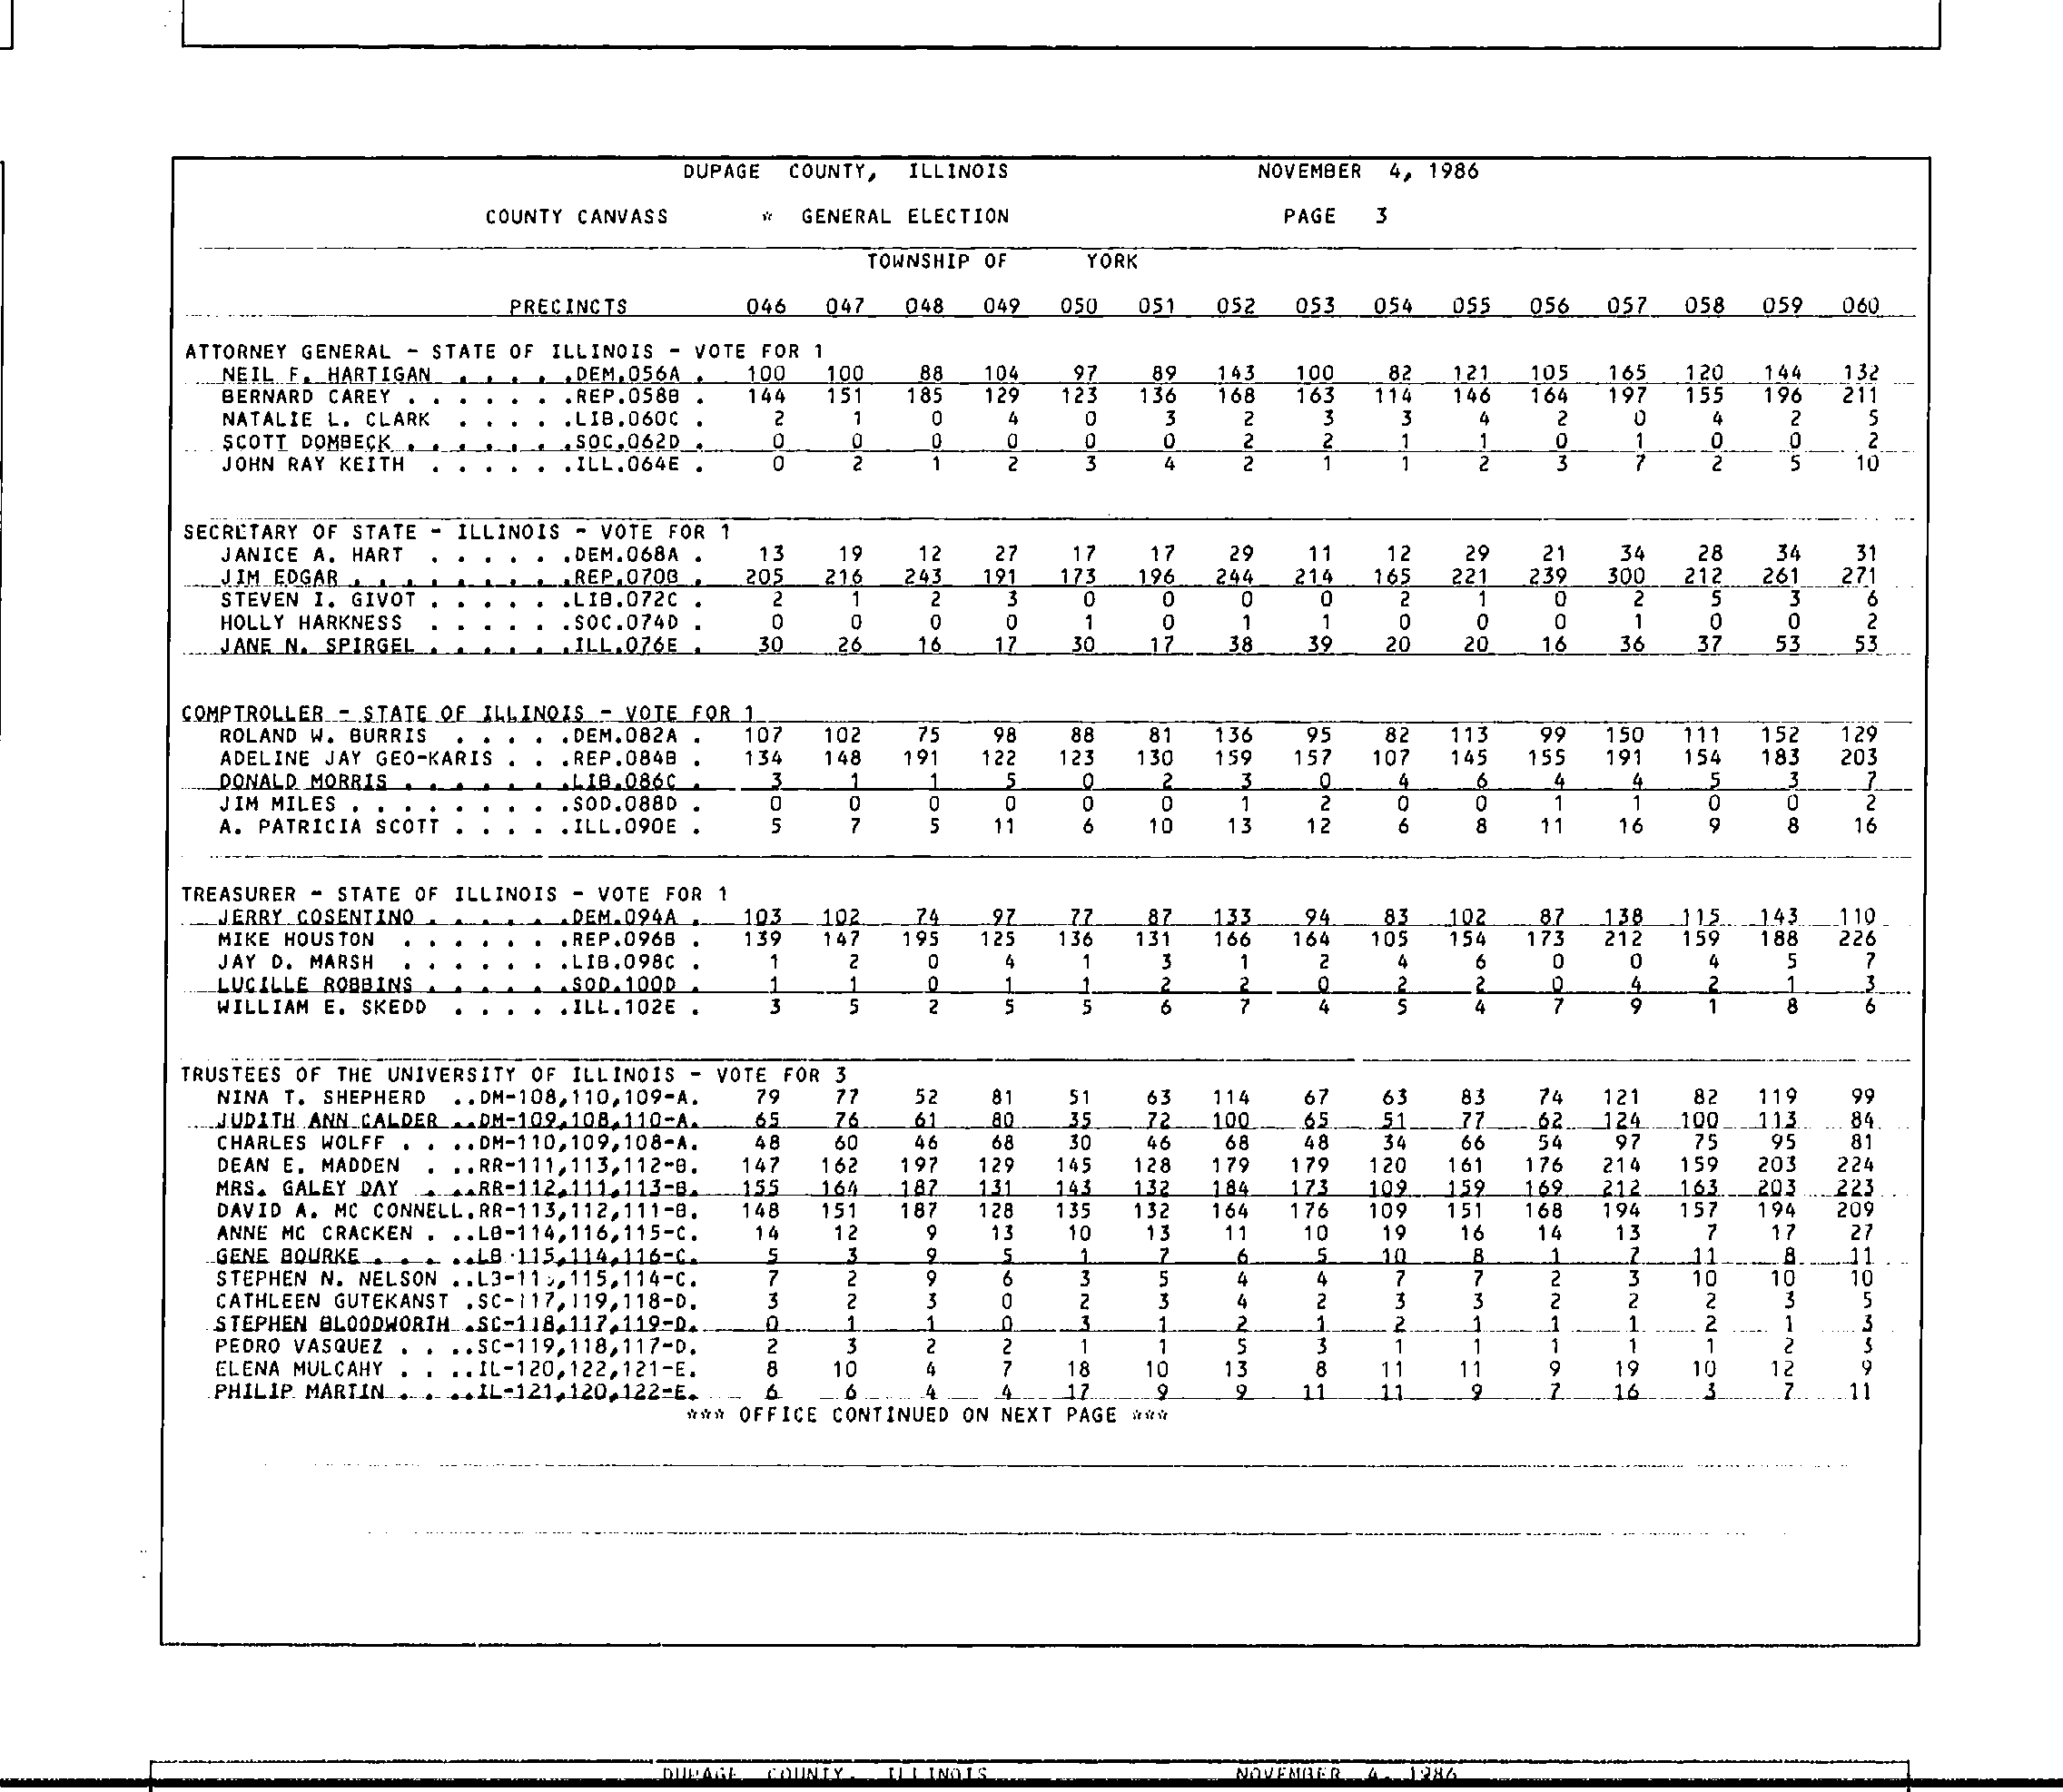 DUPAGE COUNTY, ILLINOIS NOVEMBER 4, 1986
COUNTY CANVASS * GENERAL ELECTION PAGE 3
TOWNSHIP OF YORK
PRECINCTS 046 047 048 049 050 051 052 053 054 055 056 057 058 059 060
ATTORNEY GENERAL - STATE OF ILLINOIS - VOTE FOR 1
NEIL F. HARTIGAN . . . . . .DEM.056A . 100 100 88 104 97 89 143 100 82 121 105 165 120 144 132
BERNARD CAREY . . . . . . .REP.058B . 144 151 185 129 123 136 168 163 114 146 164 197 155 196 211
NATALIE L. CLARK . . . . . .LIB.060C . 2 1 0 4 0 3 2 3 3 4 2 0 4 2 5
SCOTT DOMBECK . . . . . . .SOC.062D . 0 0 0 0 0 0 2 2 1 1 0 1 0 0 2
JOHN RAY KEITH . . . . . . .ILL.064E . 0 2 1 2 3 4 2 1 1 2 3 7 2 5 10
SECRETARY OF STATE - ILLINOIS - VOTE FOR 1
JANICE A. HART . . . . . . .DEM.068A . 13 19 12 27 17 17 29 11 12 29 21 34 28 34 31
JIM EDGAR . . . . . . . . .REP.070B . 205 216 243 191 173 196 244 214 165 221 239 300 212 261 271
STEVEN I. GIVOT . . . . . .LIB.072C . 2 1 2 3 0 0 0 0 2 1 0 2 5 3 6
HOLLY HARKNESS . . . . . . .SOC.074D . 0 0 0 0 1 0 1 1 0 0 0 1 0 0 2
JANE N. SPIRGEL . . . . . .ILL.076E . 30 26 16 17 30 17 38 39 20 20 16 36 37 53 53
COMPTROLLER - STATE OF ILLINOIS - VOTE FOR 1
ROLAND W. BURRIS . . . . . .DEM.082A . 107 102 75 98 88 81 136 95 82 113 99 150 111 152 129
ADELINE JAY GEO-KARIS . . .REP.084B . 134 148 191 122 123 130 159 157 107 145 155 191 154 183 203
DONALD MORRIS . . . . . . .LIB.086C . 3 1 1 5 0 2 3 0 4 6 4 4 5 3 7
JIM MILES . . . . . . . . .SOD.088D . 0 0 0 0 0 0 1 2 0 0 1 1 0 0 2
A. PATRICIA SCOTT . . . . .ILL.090E . 5 7 5 11 6 10 13 12 6 8 11 16 9 8 16
TREASURER - STATE OF ILLINOIS - VOTE FOR 1
JERRY COSENTINO . . . . . .DEM.094A . 103 102 74 97 77 87 133 94 83 102 87 138 115 143 110
MIKE HOUSTON . . . . . . .REP.096B . 139 147 195 125 136 131 166 164 105 154 173 212 159 188 226
JAY D. MARSH . . . . . . .LIB.098C . 1 2 0 4 1 3 1 2 4 6 0 0 4 5 7
LUCILLE ROBBINS . . . . . .SOD.100D . 1 1 0 1 1 2 2 0 2 2 0 4 2 1 3
WILLIAM E. SKEDD . . . . .ILL.102E . 3 5 2 5 5 6 7 4 5 4 7 9 1 8 6
TRUSTEES OF THE UNIVERSITY OF ILLINOIS - VOTE FOR 3
NINA T. SHEPHERD ..DM-108,110,109-A. 79 77 52 81 51 63 114 67 63 83 74 121 82 119 99
JUDITH ANN CALDER ..DM-109,108,110-A. 65 76 61 80 35 72 100 65 51 77 62 124 100 113 84
CHARLES WOLFF . . ..DM-110,109,108-A. 48 60 46 68 30 46 68 48 34 66 54 97 75 95 81
DEAN E. MADDEN . ..RR-111,113,112-B. 147 162 197 129 145 128 179 179 120 161 176 214 159 203 224
MRS. GALEY DAY . ..RR-112,111,113-B. 155 164 187 131 143 132 184 173 109 159 169 212 163 203 223
DAVID A. MC CONNELL.RR-113,112,111-B. 148 151 187 128 135 132 164 176 109 151 168 194 157 194 209
ANNE MC CRACKEN . ..LB-114,116,115-C. 14 12 9 13 10 13 11 10 19 16 14 13 7 17 27
GENE BOURKE . . . ..LB-115,114,116-C. 5 3 9 5 1 7 6 5 10 8 1 7 11 8 11
STEPHEN N. NELSON ..LB-116,115,114-C. 7 2 9 6 3 5 4 4 7 7 2 3 10 10 10
CATHLEEN GUTEKANST .SC-117,119,118-D. 3 2 3 0 2 3 4 2 3 3 2 2 2 3 5
STEPHEN BLOODWORTH .SC-118,117,119-D. 0 1 1 0 3 1 2 1 2 1 1 1 2 1 3
PEDRO VASQUEZ . . ..SC-119,118,117-D. 2 3 2 2 1 1 5 3 1 1 1 1 1 2 3
ELENA MULCAHY . . ..IL-120,122,121-E. 8 10 4 7 18 10 13 8 11 11 9 19 10 12 9
PHILIP MARTIN . . ..IL-121,120,122-E. 6 6 4 4 17 9 9 11 11 9 7 16 3 7 11
*** OFFICE CONTINUED ON NEXT PAGE ***
DUPAGE COUNTY, ILLINOIS NOVEMBER 4, 1986